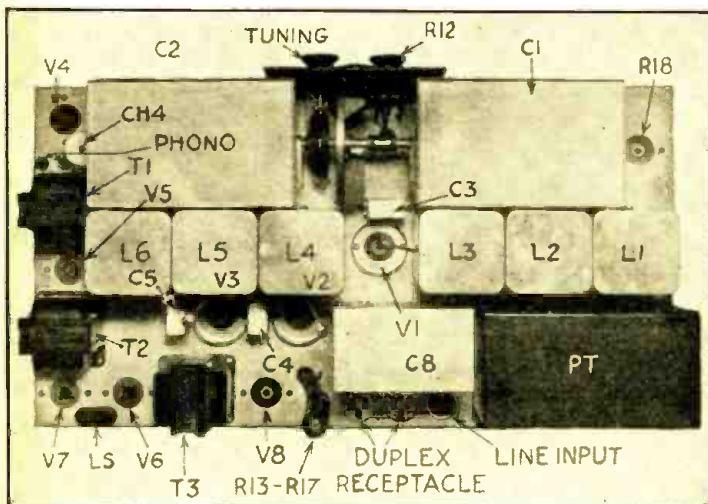 C2 TUNING R12 C1
V4 R18
CH4
PHONO
T1
V5 C3
L6 L5 L4 L3 L2 L1
C5 V3 V2
V1
T2 C4 C8 PT
V7 LS V6 V8 DUPLEX LINE INPUT
T3 R13-R17 RECEPTACLE